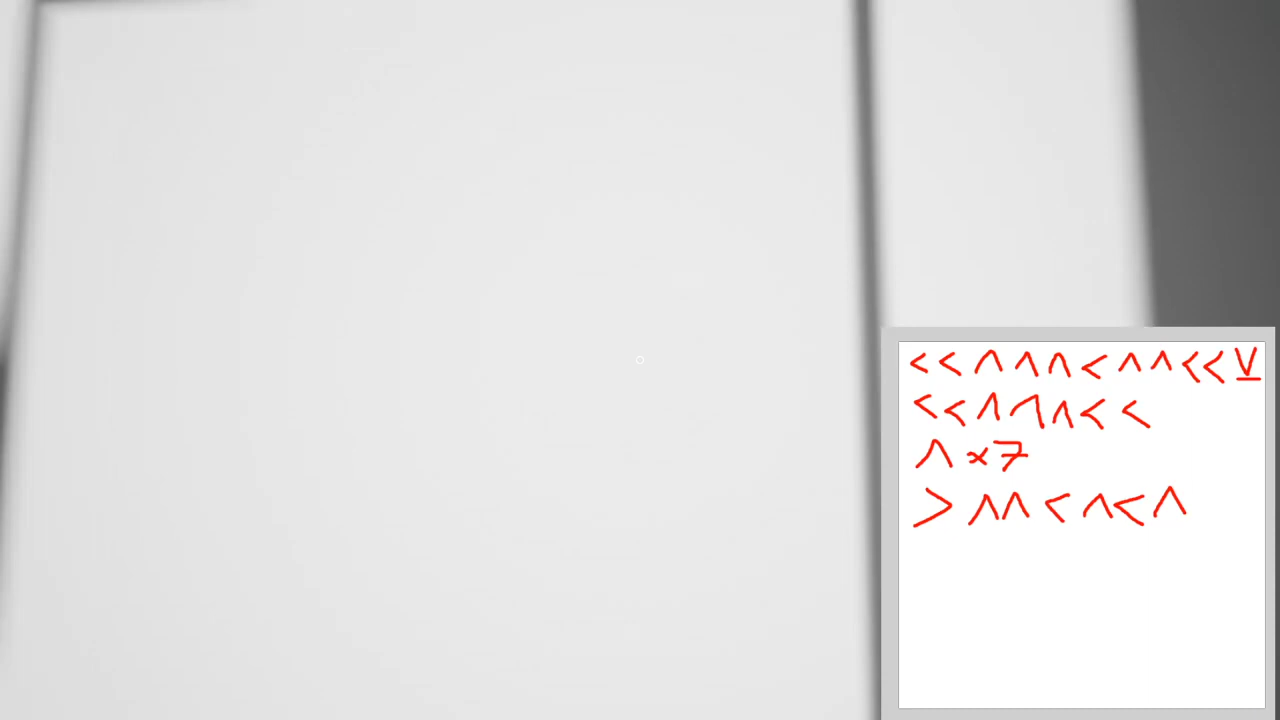 < < ^ ^ ^ < ^ ^ < < V
< < ^ ^ ^ < <
^ x 7
> ^ ^ < ^ < ^